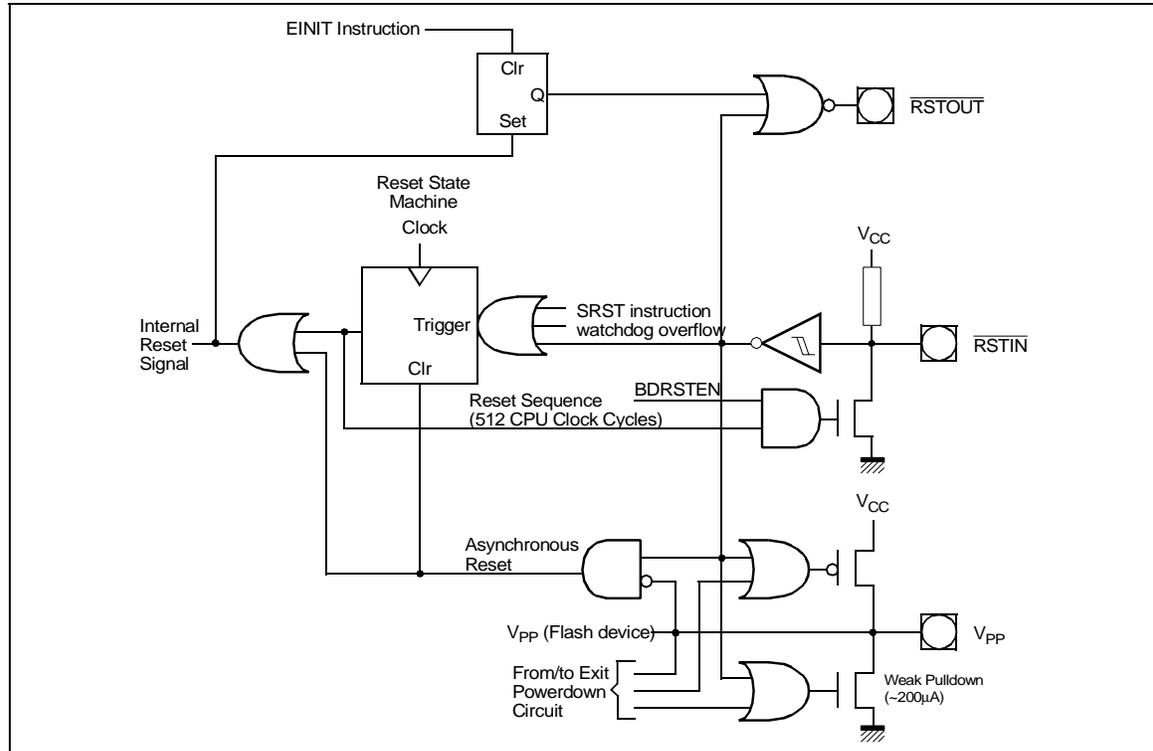 EINIT Instruction
Clr
Q
Set
RSTOUT
Reset State
Machine
Clock
VCC
Trigger
SRST instruction
watchdog overflow
Internal
Reset
Signal
RSTIN
Clr
BDRSTEN
Reset Sequence
(512 CPU Clock Cycles)
VCC
Asynchronous
Reset
VPP (Flash device)
VPP
From/to Exit
Powerdown
Circuit
Weak Pulldown
(~200µA)